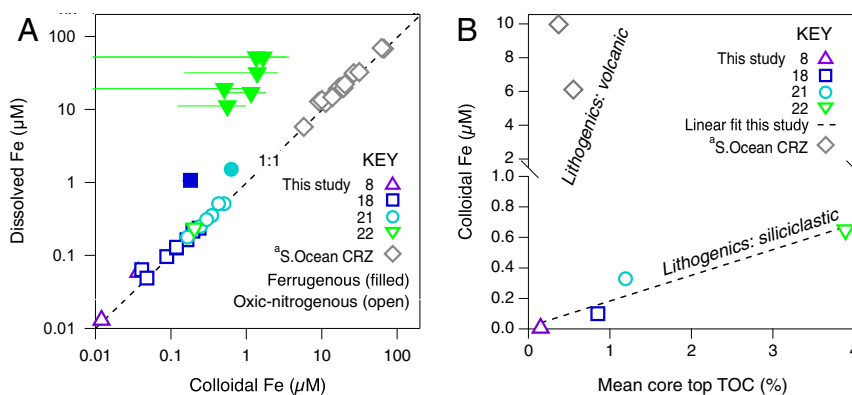 A
Dissolved Fe (µM)
100
10
1
0.1
0.01
0.01
0.1
1
10
100
Colloidal Fe (µM)
1:1
KEY
This study 8
18
21
22
aS.Ocean CRZ
Ferrugenous (filled)
Oxic-nitrogenous (open)
B
Colloidal Fe (µM)
10
8
6
4
2
1.0
0.8
0.6
0.4
0.2
0.0
0
1
2
3
4
Mean core top TOC (%)
Lithogenics: volcanic
Lithogenics: siliciclastic
KEY
This study 8
18
21
22
Linear fit this study
aS.Ocean CRZ